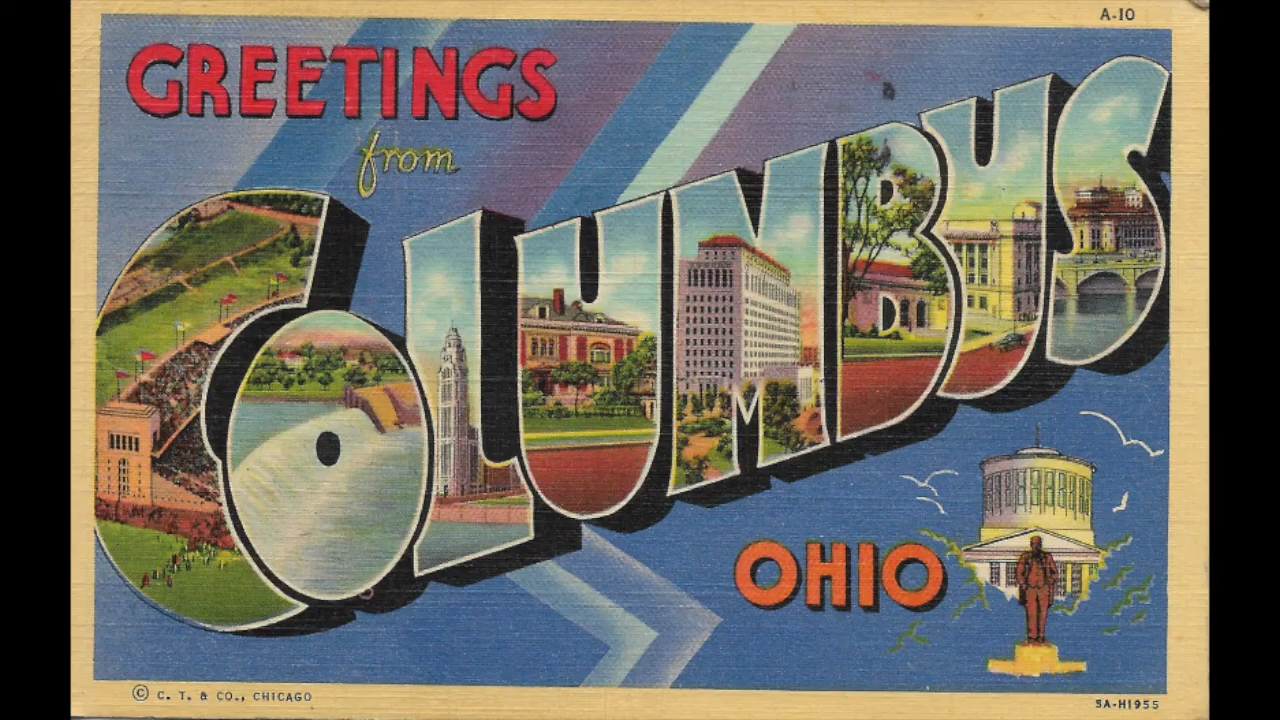 A-10
GREETINGS
from
COLUMBUS
OHIO
© C. T. & CO., CHICAGO
5A-H1955